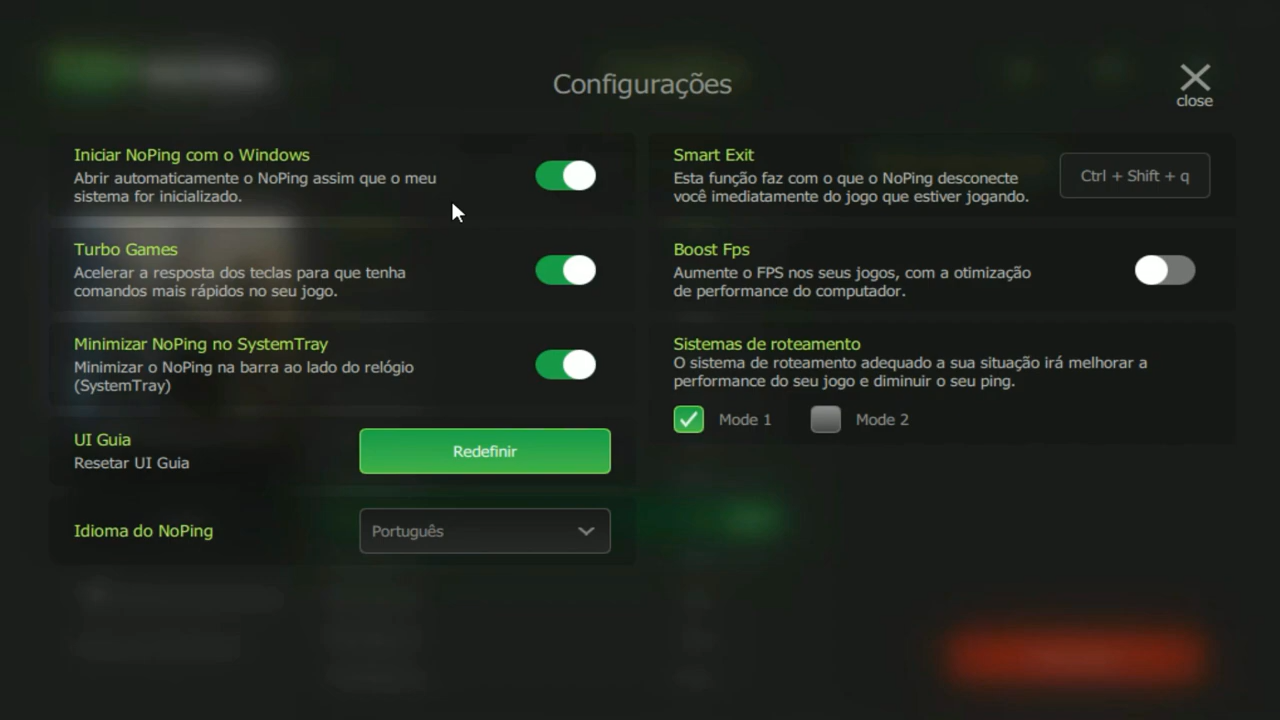 Configurações
close
Iniciar NoPing com o Windows
Abrir automaticamente o NoPing assim que o meu
sistema for inicializado.
Turbo Games
Acelerar a resposta dos teclas para que tenha
comandos mais rápidos no seu jogo.
Minimizar NoPing no SystemTray
Minimizar o NoPing na barra ao lado do relógio
(SystemTray)
UI Guia
Resetar UI Guia
Redefinir
Idioma do NoPing
Português
Smart Exit
Esta função faz com o que o NoPing desconecte
você imediatamente do jogo que estiver jogando.
Ctrl + Shift + q
Boost Fps
Aumente o FPS nos seus jogos, com a otimização
de performance do computador.
Sistemas de roteamento
O sistema de roteamento adequado a sua situação irá melhorar a
performance do seu jogo e diminuir o seu ping.
Mode 1
Mode 2